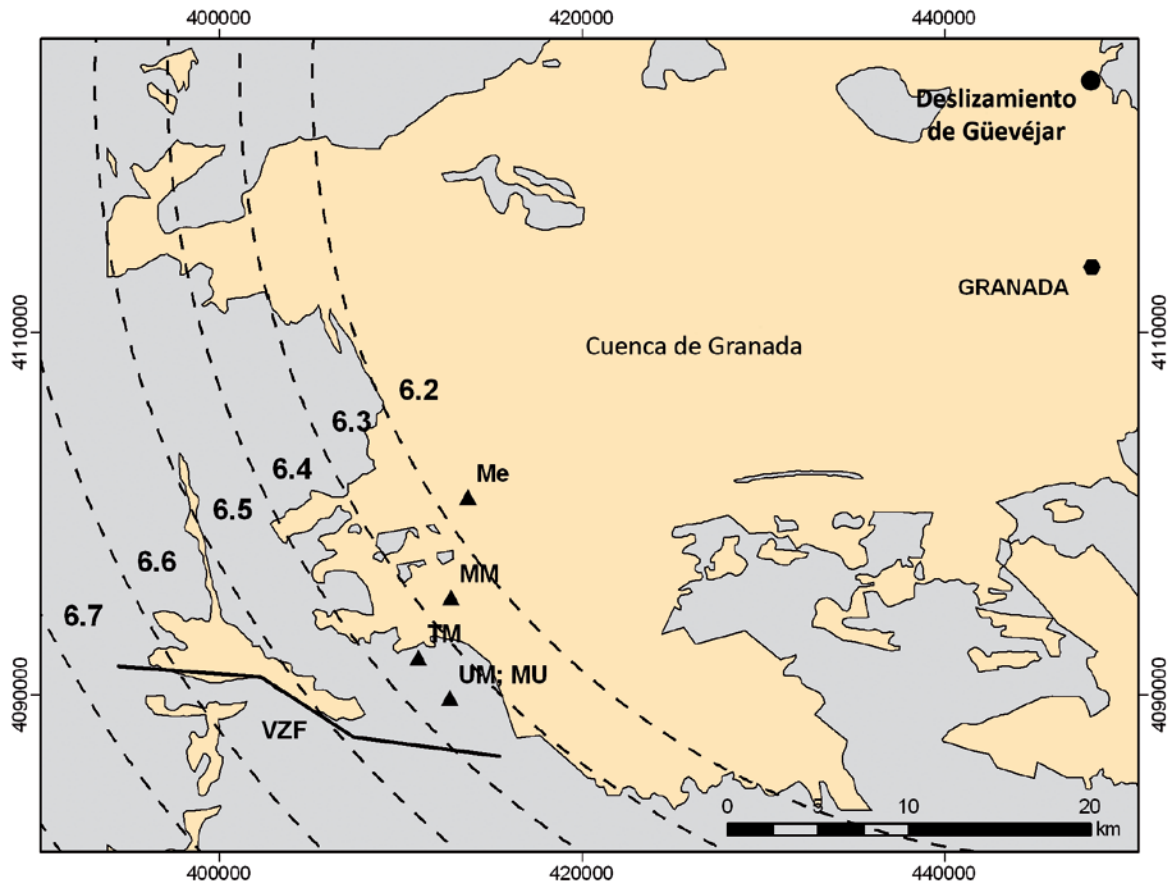 400000 420000 440000
Deslizamiento
de Güevéjar
GRANADA
4110000
4110000
Cuenca de Granada
6.2
6.3
6.4
Me
6.5
6.6
MM
6.7
TM
UM; MU
4090000
4090000
VZF
0 5 10 20
km
400000 420000 440000